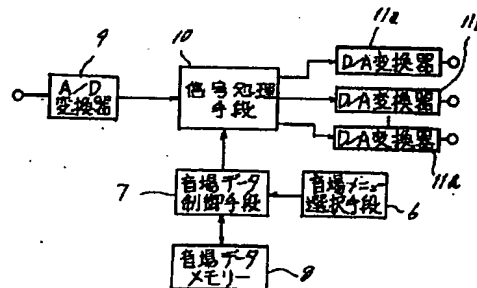 9
A/D
変換器
10
信号処理
手段
11a
D/A変換器
11
D/A変換器
D/A変換器
11a
7
音場データ
制御手段
音場メニュー
選択手段
6
音場データ
メモリー
8